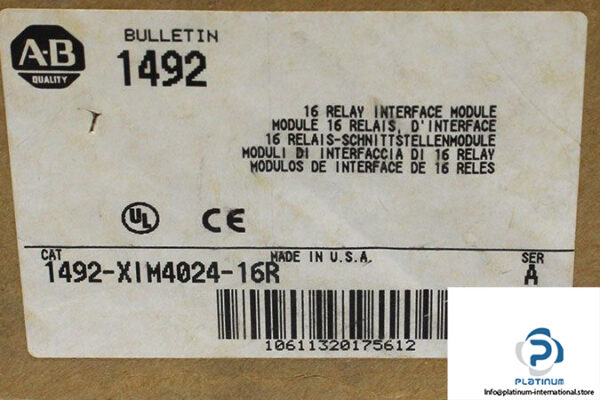 A-B
QUALITY
BULLETIN
1492
16 RELAY INTERFACE MODULE
MODULE 16 RELAIS, D'INTERFACE
16 RELAIS-SCHNITTSTELLENMODULE
MODULI DI INTERFACCIA DI 16 RELAY
MODULOS DE INTERFACE DE 16 RELES
UL
CE
CAT
MADE IN U.S.A.
SER
1492-XIM4024-16R
A
10611320175612
PLATINUM
www.platinum-international.store